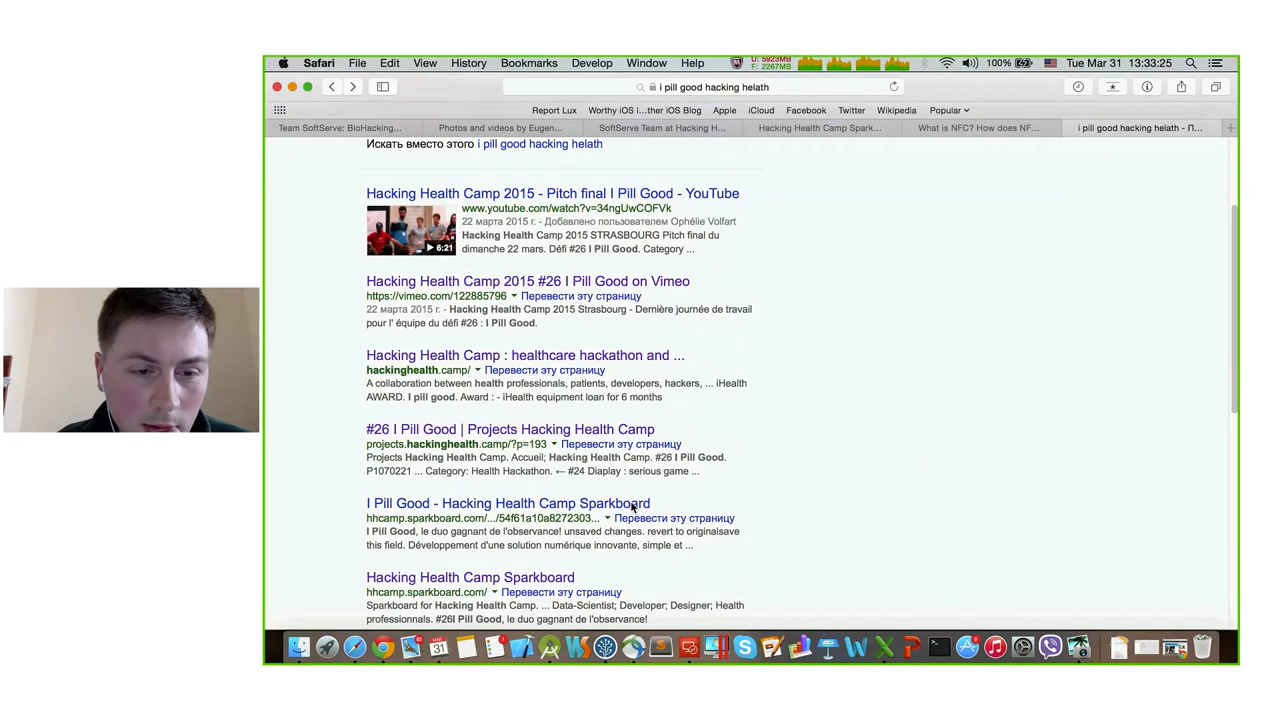 Safari File Edit View History Bookmarks Develop Window Help U: 5923MB F: 2267MB 100% Tue Mar 31 13:33:25
i pill good hacking helath
Report Lux Worthy iOS l...ther iOS Blog Apple iCloud Facebook Twitter Wikipedia Popular
Team SoftServe: BioHacking... Photos and videos by Eugen... SoftServe Team at Hacking H... Hacking Health Camp Spark... What is NFC? How does NF... i pill good hacking helath - П...
Искать вместо этого i pill good hacking helath
Hacking Health Camp 2015 - Pitch final I Pill Good - YouTube
www.youtube.com/watch?v=34ngUwCOFVk
22 марта 2015 г. - Добавлено пользователем Ophélie Volfart
Hacking Health Camp 2015 STRASBOURG Pitch final du
dimanche 22 mars. Défi #26 I Pill Good. Category ...
6:21
Hacking Health Camp 2015 #26 I Pill Good on Vimeo
https://vimeo.com/122885796 Перевести эту страницу
22 марта 2015 г. - Hacking Health Camp 2015 Strasbourg - Dernière journée de travail
pour l' équipe du défi #26 : I Pill Good.
Hacking Health Camp : healthcare hackathon and ...
hackinghealth.camp/ Перевести эту страницу
A collaboration between health professionals, patients, developers, hackers, ... iHealth
AWARD. I pill good. Award : - iHealth equipment loan for 6 months
#26 I Pill Good | Projects Hacking Health Camp
projects.hackinghealth.camp/?p=193 Перевести эту страницу
Projects Hacking Health Camp. Accueil; Hacking Health Camp. #26 I Pill Good.
P1070221 ... Category: Health Hackathon. ← #24 Diaplay : serious game ...
I Pill Good - Hacking Health Camp Sparkboard
hhcamp.sparkboard.com/.../54f61a10a8272303... Перевести эту страницу
I Pill Good, le duo gagnant de l'observance! unsaved changes. revert to originalsave
this field. Développement d'une solution numérique innovante, simple et ...
Hacking Health Camp Sparkboard
hhcamp.sparkboard.com/ Перевести эту страницу
Sparkboard for Hacking Health Camp. ... Data-Scientist; Developer; Designer; Health
professionals. #26I Pill Good, le duo gagnant de l'observance!